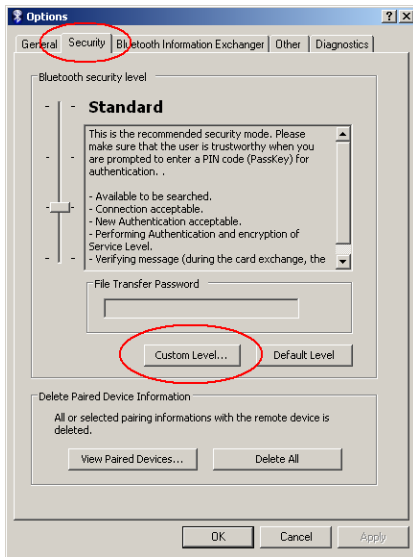 Options
General Security Bluetooth Information Exchanger Other Diagnostics
Bluetooth security level
Standard
This is the recommended security mode. Please
make sure that the user is trustworthy when you
are prompted to enter a PIN code (PassKey) for
authentication. .
- Available to be searched.
- Connection acceptable.
- New Authentication acceptable.
- Performing Authentication and encryption of
Service Level.
- Verifying message (during the card exchange, the
File Transfer Password
Custom Level... Default Level
Delete Paired Device Information
All or selected pairing informations with the remote device is
deleted.
View Paired Devices... Delete All
OK Cancel Apply